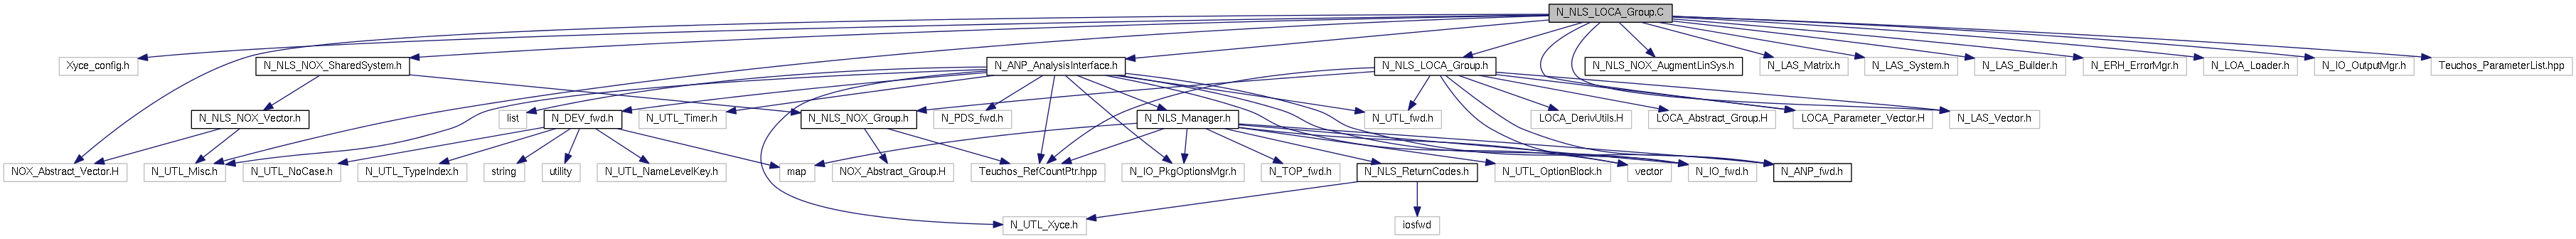 N_NLS_LOCA_Group.C
Xyce_config.h
N_NLS_NOX_SharedSystem.h
N_ANP_AnalysisInterface.h
N_NLS_LOCA_Group.h
N_NLS_NOX_AugmentLinSys.h
N_LAS_Matrix.h
N_LAS_System.h
N_LAS_Builder.h
N_ERH_ErrorMgr.h
N_LOA_Loader.h
N_IO_OutputMgr.h
Teuchos_ParameterList.hpp
N_NLS_NOX_Vector.h
list
N_DEV_fwd.h
N_UTL_Timer.h
N_NLS_NOX_Group.h
N_PDS_fwd.h
N_NLS_Manager.h
N_UTL_fwd.h
LOCA_DerivUtils.H
LOCA_Abstract_Group.H
LOCA_Parameter_Vector.H
N_LAS_Vector.h
NOX_Abstract_Vector.H
N_UTL_Misc.h
N_UTL_NoCase.h
N_UTL_TypeIndex.h
string
utility
N_UTL_NameLevelKey.h
map
NOX_Abstract_Group.H
Teuchos_RefCountPtr.hpp
N_IO_PkgOptionsMgr.h
N_TOP_fwd.h
N_NLS_ReturnCodes.h
N_UTL_OptionBlock.h
vector
N_IO_fwd.h
N_ANP_fwd.h
N_UTL_Xyce.h
iosfwd